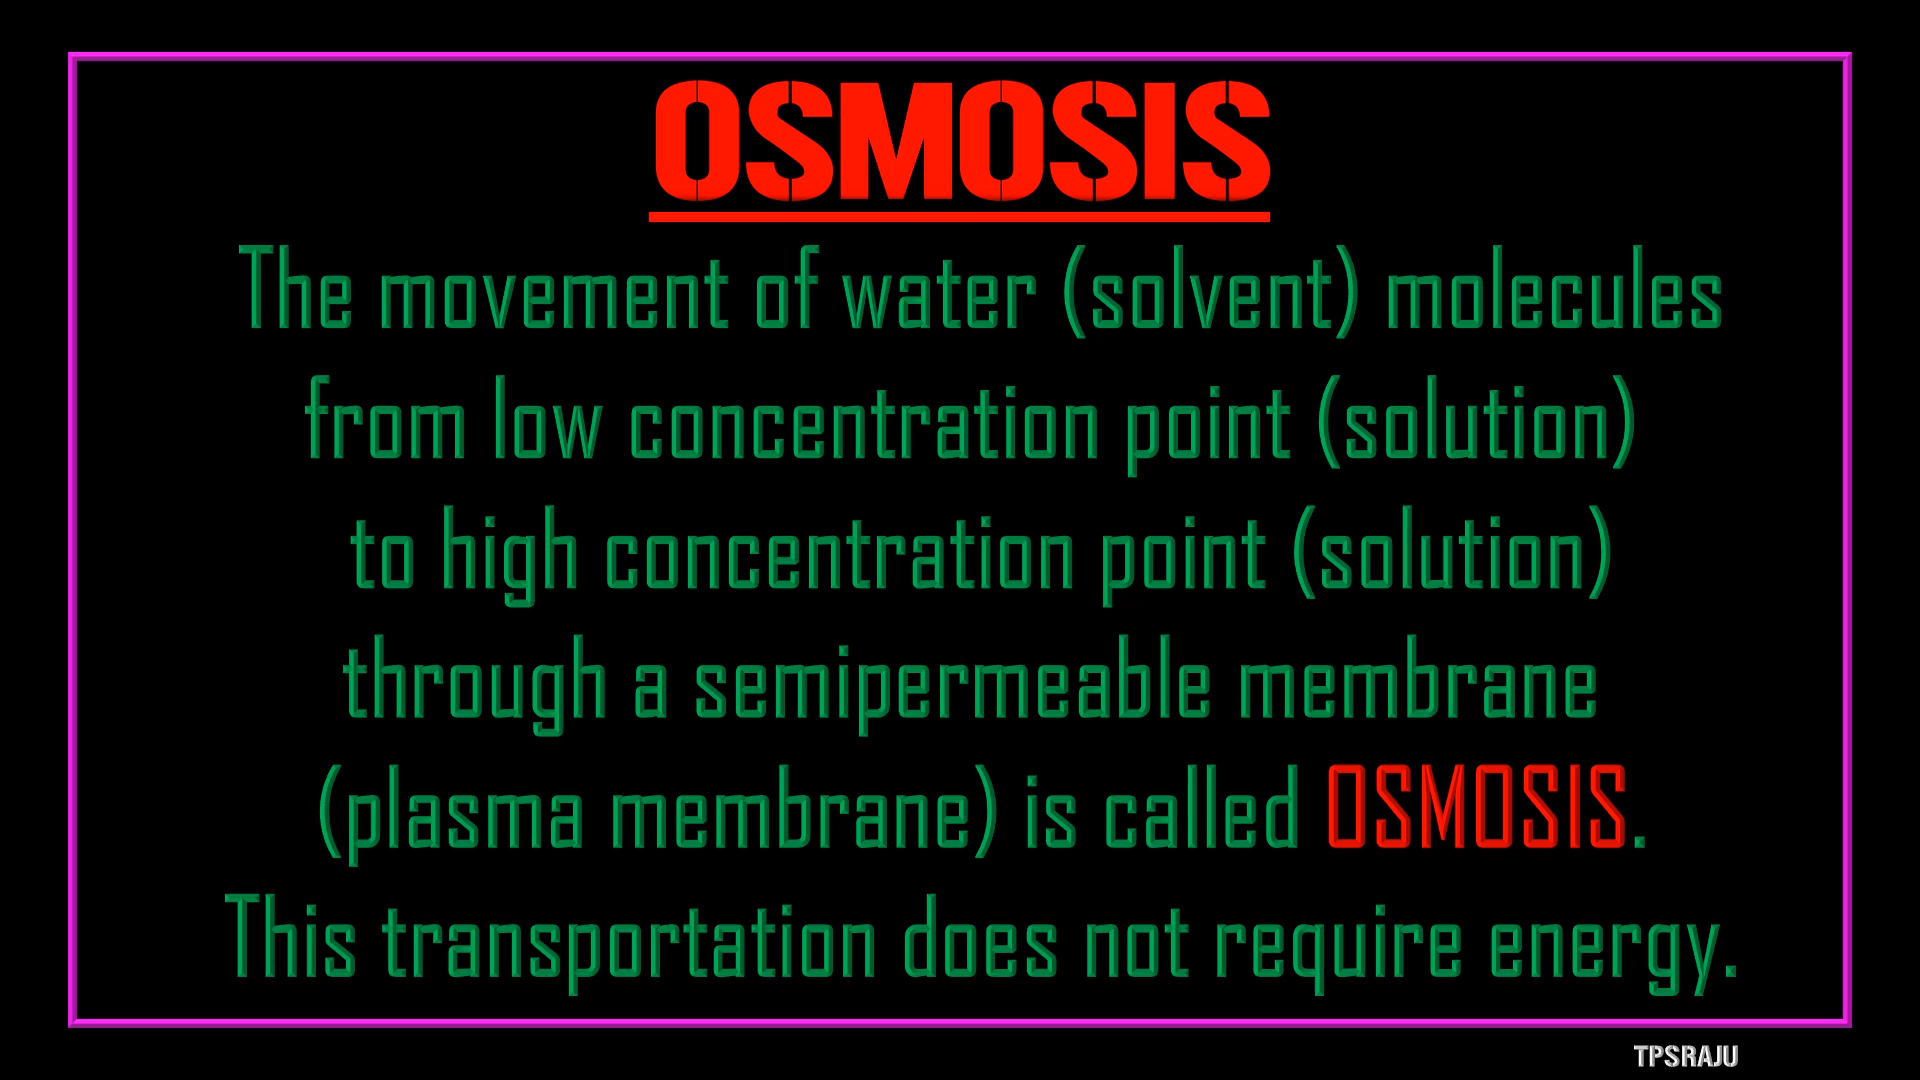 OSMOSIS
The movement of water (solvent) molecules
from low concentration point (solution)
to high concentration point (solution)
through a semipermeable membrane
(plasma membrane) is called OSMOSIS.
This transportation does not require energy.
TPSRAJU